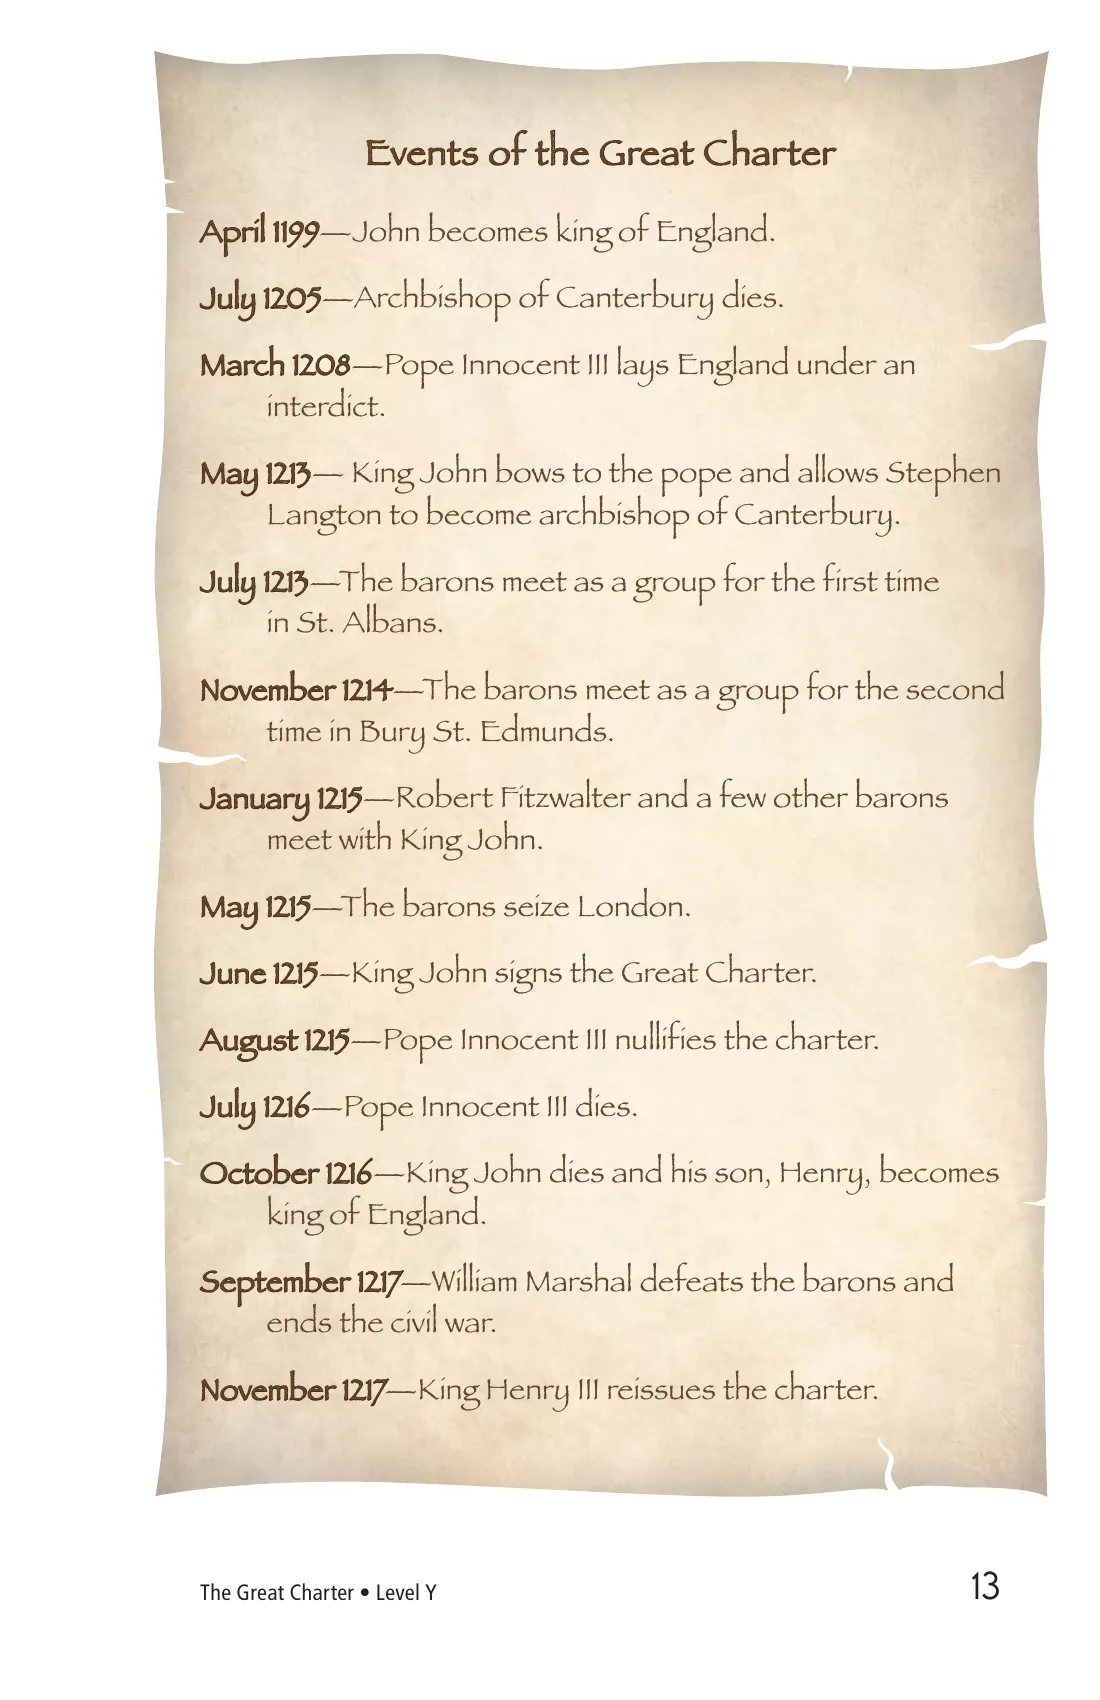 Events of the Great Charter
April 1199—John becomes king of England.
July 1205—Archbishop of Canterbury dies.
March 1208—Pope Innocent III lays England under an
interdict.
May 1213— King John bows to the pope and allows Stephen
Langton to become archbishop of Canterbury.
July 1213—The barons meet as a group for the first time
in St. Albans.
November 1214—The barons meet as a group for the second
time in Bury St. Edmunds.
January 1215—Robert Fitzwalter and a few other barons
meet with King John.
May 1215—The barons seize London.
June 1215—King John signs the Great Charter.
August 1215—Pope Innocent III nullifies the charter.
July 1216—Pope Innocent III dies.
October 1216—King John dies and his son, Henry, becomes
king of England.
September 1217—William Marshal defeats the barons and
ends the civil war.
November 1217—King Henry III reissues the charter.
The Great Charter • Level Y
13